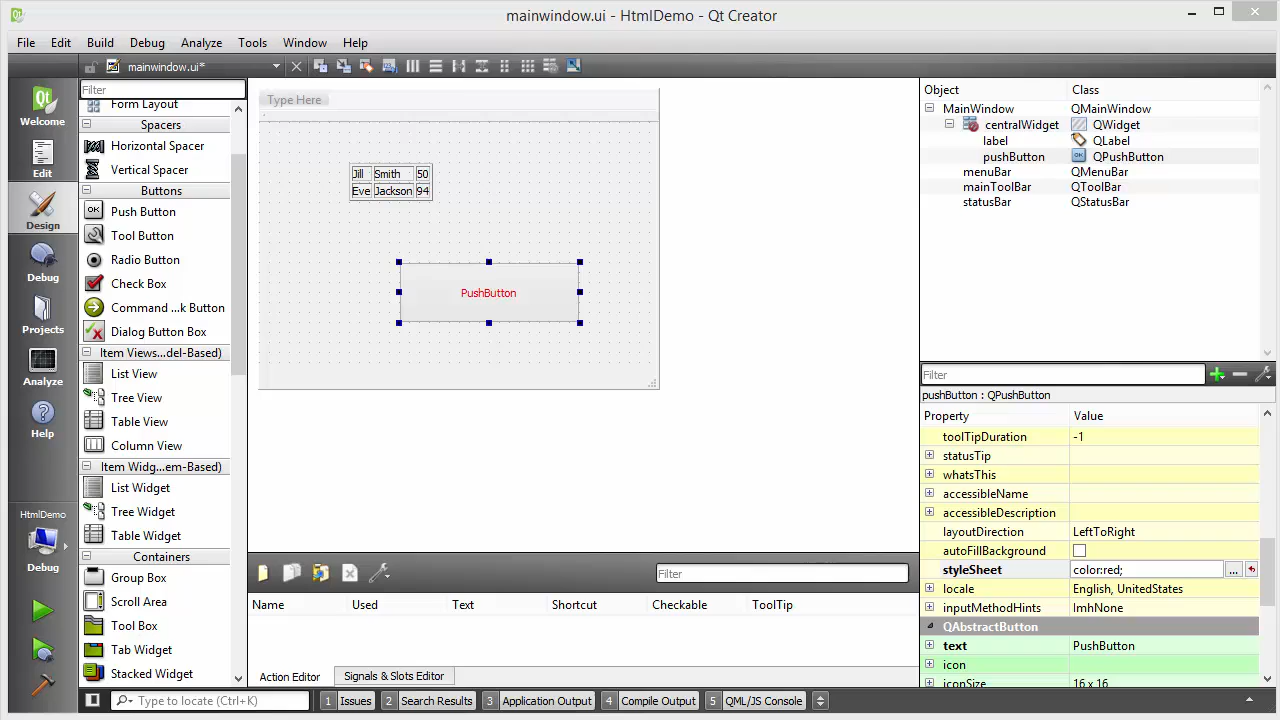 mainwindow.ui - HtmlDemo - Qt Creator
File Edit Build Debug Analyze Tools Window Help
mainwindow.ui*
Qt
Welcome
Edit
Design
Debug
Projects
Analyze
Help
HtmlDemo
Debug
Filter
Form Layout
Spacers
Horizontal Spacer
Vertical Spacer
Buttons
OK Push Button
Tool Button
Radio Button
Check Box
Command ...k Button
Dialog Button Box
Item Views...del-Based)
List View
Tree View
Table View
Column View
Item Widg...em-Based)
List Widget
Tree Widget
Table Widget
Containers
Group Box
Scroll Area
Tool Box
Tab Widget
Stacked Widget
Type Here
Jill Smith 50
Eve Jackson 94
PushButton
Filter
Name Used Text Shortcut Checkable ToolTip
Action Editor Signals & Slots Editor
Object Class
MainWindow QMainWindow
centralWidget QWidget
label QLabel
pushButton OK QPushButton
menuBar QMenuBar
mainToolBar QToolBar
statusBar QStatusBar
Filter
pushButton : QPushButton
Property Value
toolTipDuration -1
statusTip
whatsThis
accessibleName
accessibleDescription
layoutDirection LeftToRight
autoFillBackground
styleSheet color:red; ...
locale English, UnitedStates
inputMethodHints ImhNone
QAbstractButton
text PushButton
icon
iconSize 16 x 16
Type to locate (Ctrl+K) 1 Issues 2 Search Results 3 Application Output 4 Compile Output 5 QML/JS Console